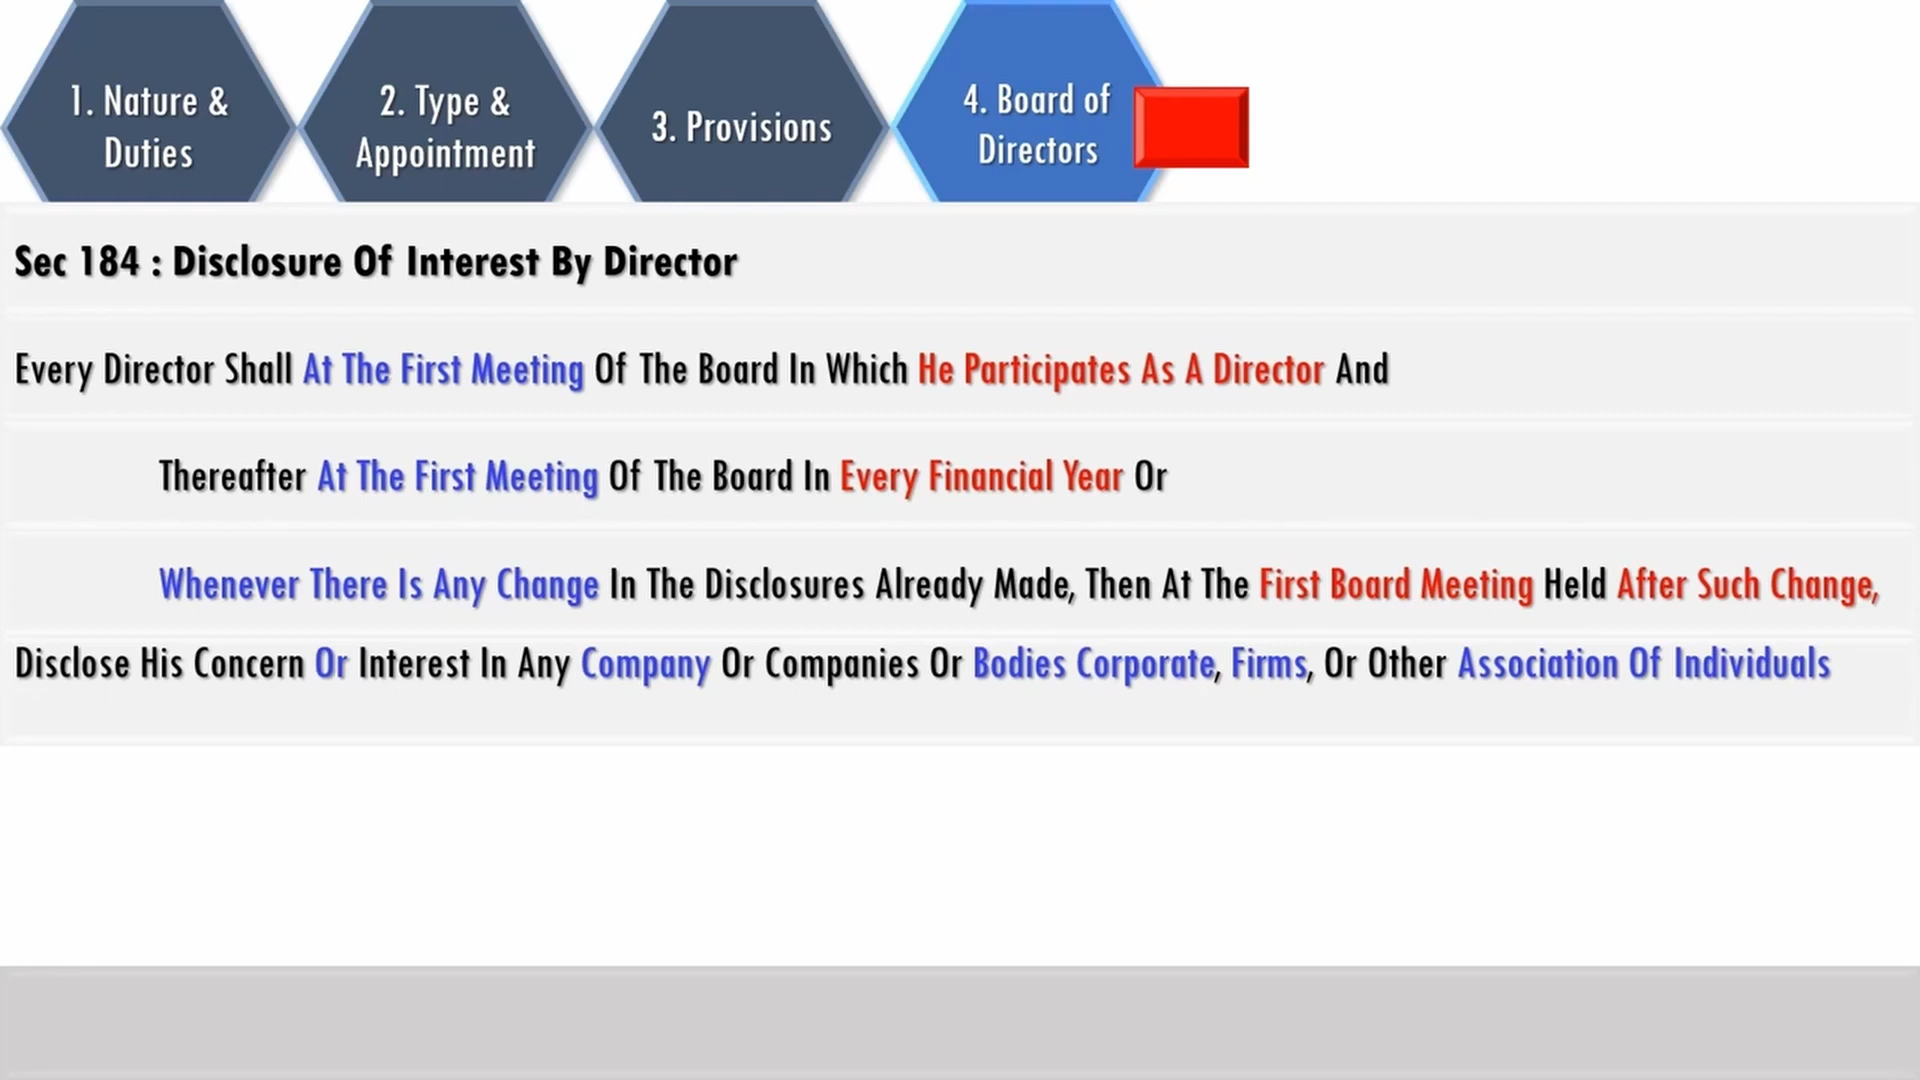 1. Nature &
Duties
2. Type &
Appointment
3. Provisions
4. Board of
Directors
Sec 184 : Disclosure Of Interest By Director
Every Director Shall At The First Meeting Of The Board In Which He Participates As A Director And
Thereafter At The First Meeting Of The Board In Every Financial Year Or
Whenever There Is Any Change In The Disclosures Already Made, Then At The First Board Meeting Held After Such Change,
Disclose His Concern Or Interest In Any Company Or Companies Or Bodies Corporate, Firms, Or Other Association Of Individuals